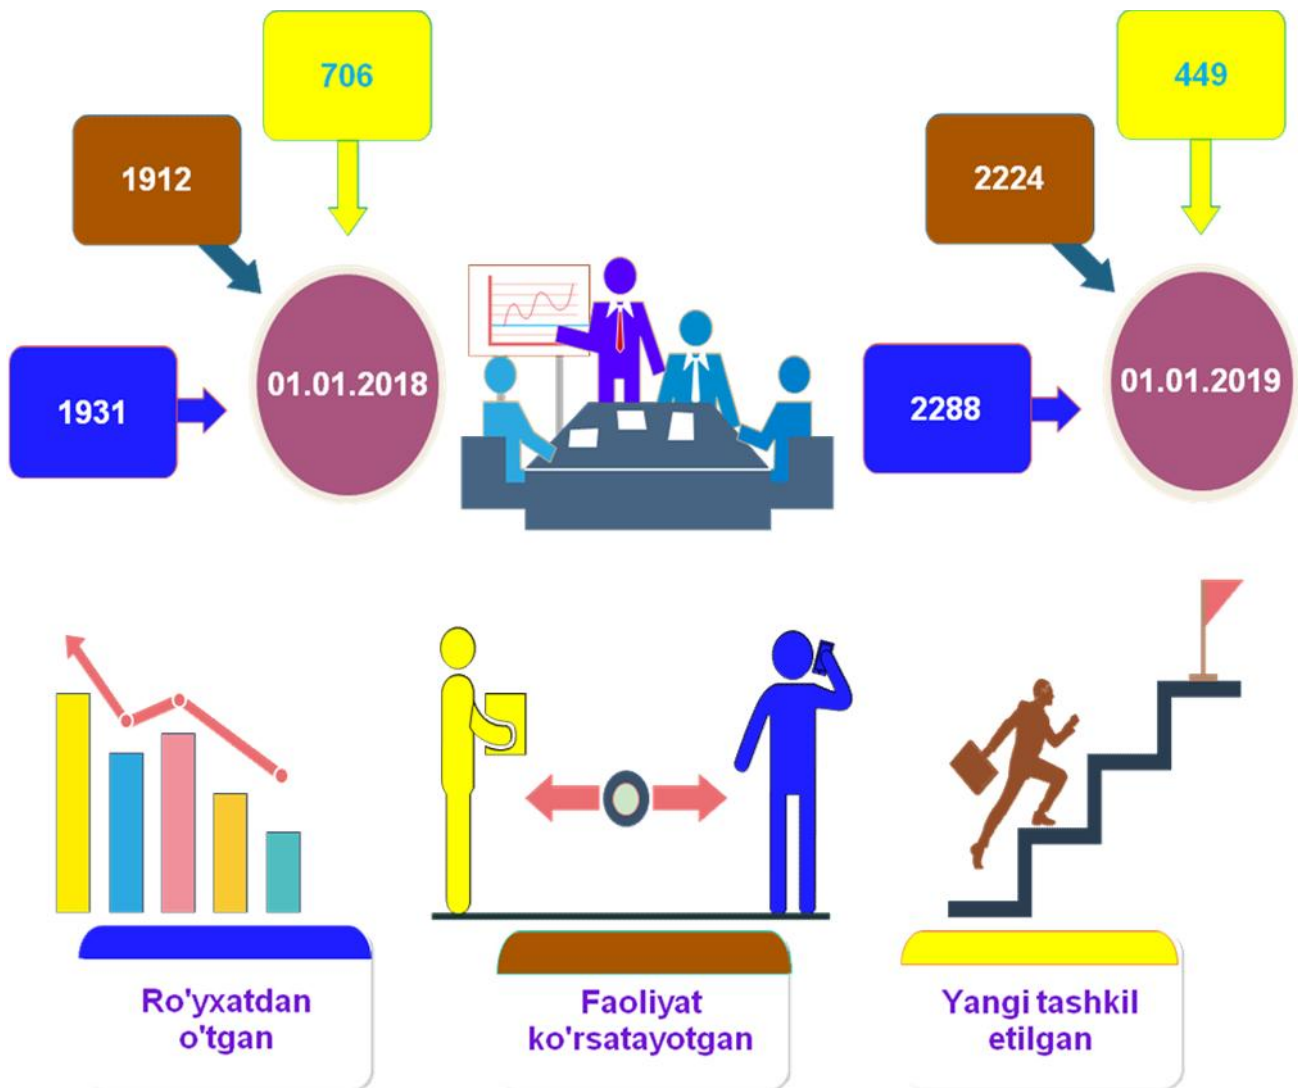 706
449
1912
2224
01.01.2018
01.01.2019
1931
2288
Ro'yxatdan
o'tgan
Faoliyat
ko'rsatayotgan
Yangi tashkil
etilgan